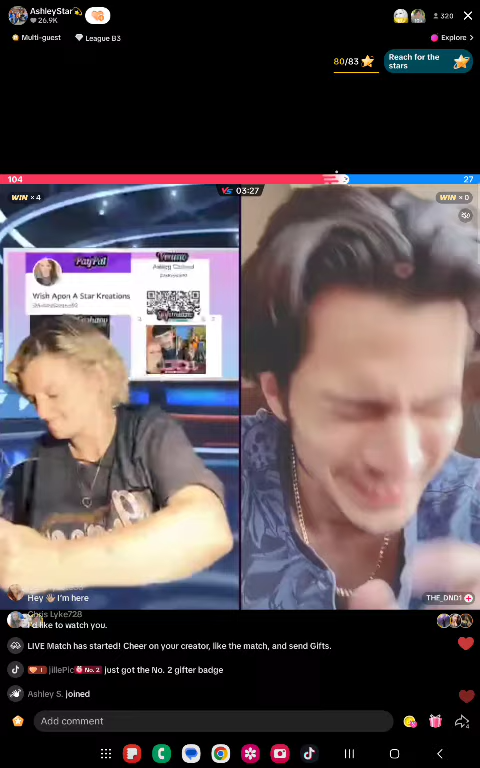 AshleyStar
26.9K
320
Multi-guest
League B3
Explore
80/83
Reach for the stars
104
27
VS 03:27
WIN × 4
WIN × 0
PayPal
Venmo
Wish Apon A Star Kreations
THE_DND1
Hey 👋🏽 I'm here
Chris Lyke728
I'd like to watch you.
LIVE Match has started! Cheer on your creator, like the match, and send Gifts.
1 jillePic No. 2 just got the No. 2 gifter badge
Ashley S. joined
Add comment
4